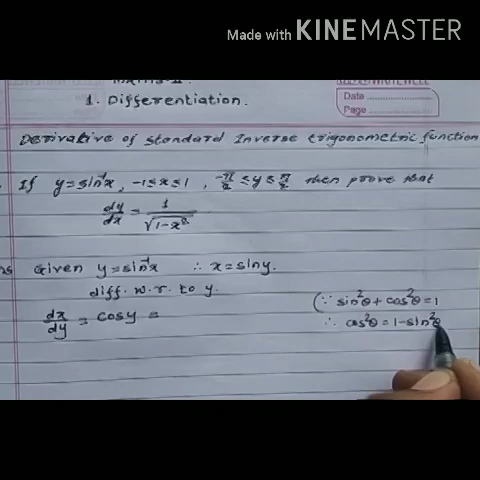 Made with KINEMASTER
1. Differentiation.
Date
Page
Derivative of standard Inverse trigonometric function
If y=sin⁻¹x, -1≤x≤1, -π/2 ≤y≤ π/2 then prove that
dy/dx = 1/√(1-x²)
Given y=sin⁻¹x ∴ x=siny.
diff. w.r. to y.
dx/dy = cosy =
(∵ sin²θ+cos²θ=1
∴ cos²θ=1-sin²θ